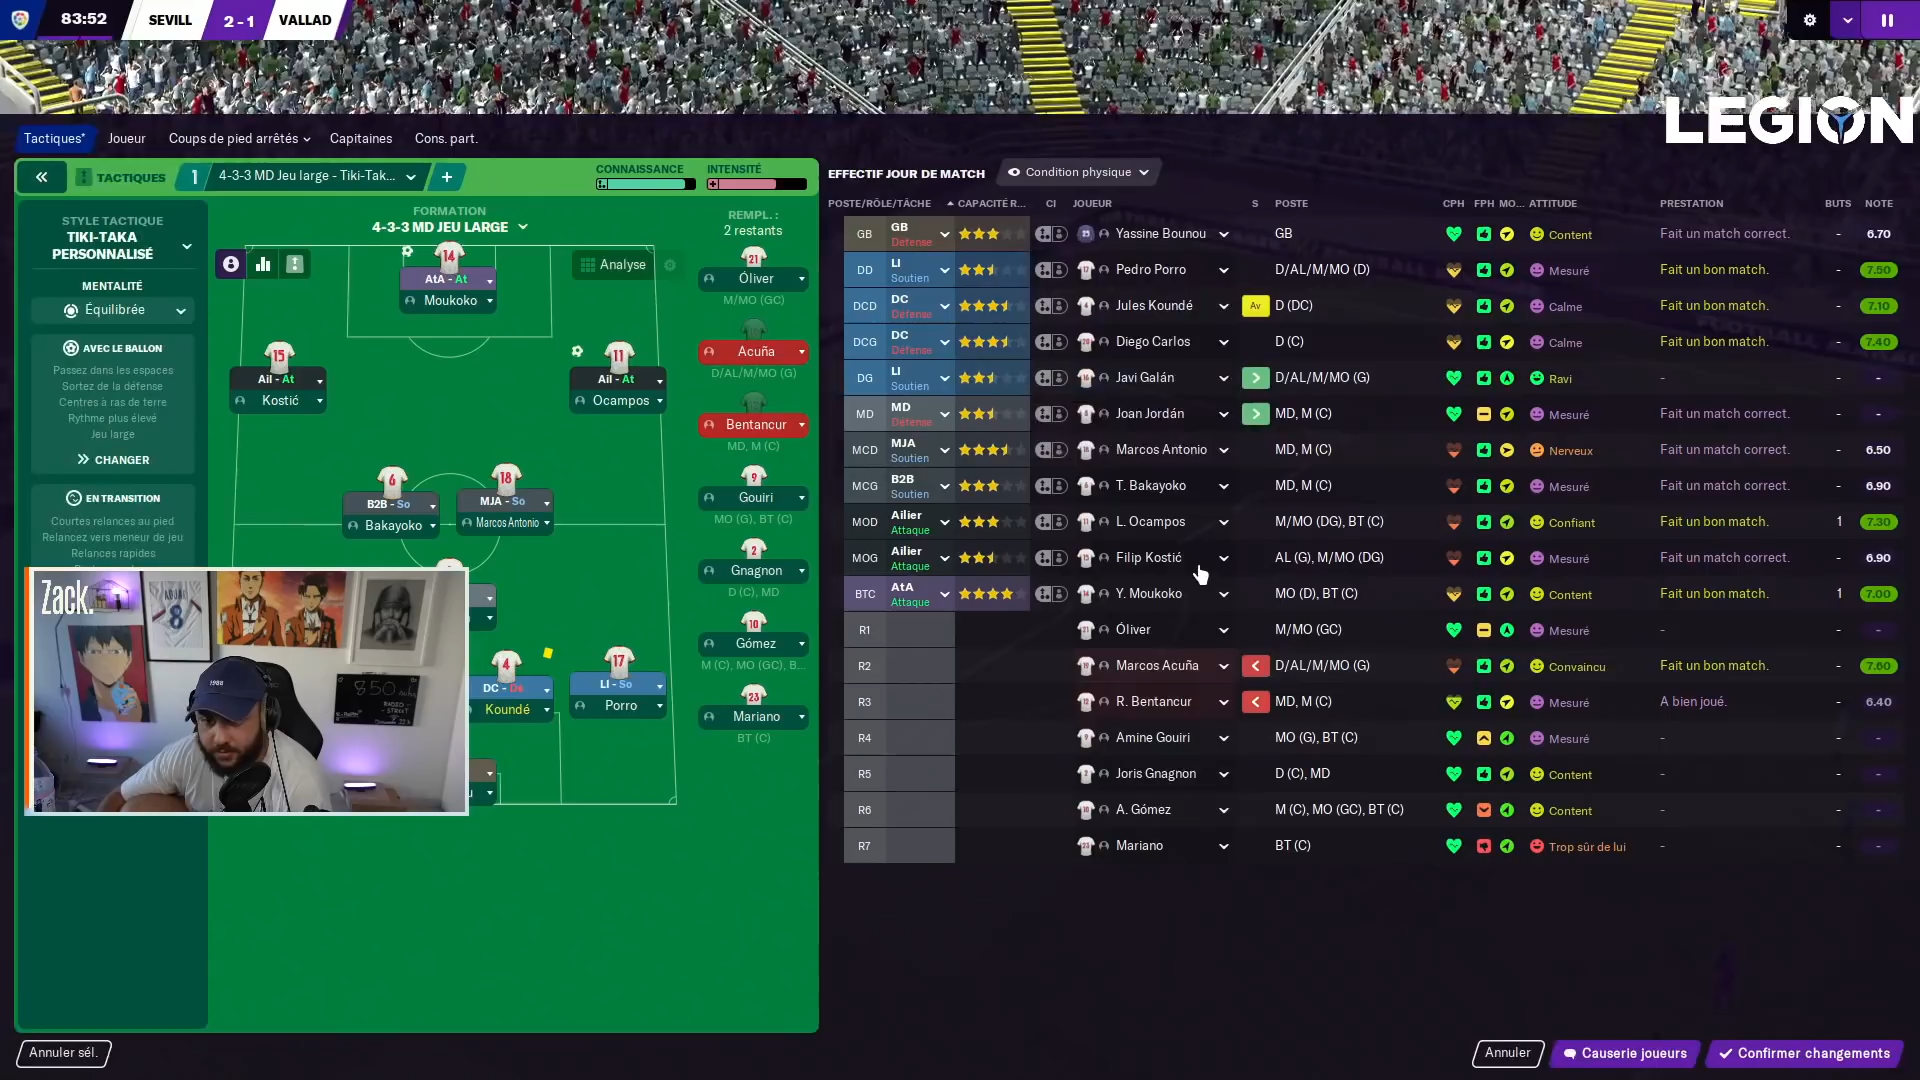 83:52 SEVILL 2 - 1 VALLAD
LEGION
Tactiques* Joueur Coups de pied arrêtés Capitaines Cons. part.
TACTIQUES 1 4-3-3 MD Jeu large - Tiki-Tak... +
CONNAISSANCE INTENSITÉ
STYLE TACTIQUE
TIKI-TAKA
PERSONNALISÉ
MENTALITÉ
Équilibrée
AVEC LE BALLON
Passez dans les espaces
Sortez de la défense
Centres à ras de terre
Rythme plus élevé
Jeu large
CHANGER
EN TRANSITION
Courtes relances au pied
Relancez vers meneur de jeu
Relances rapides
FORMATION
4-3-3 MD JEU LARGE
Analyse
14
AtA - At
Moukoko
15
Ail - At
Kostić
11
Ail - At
Ocampos
6
B2B - So
Bakayoko
18
MJA - So
Marcos Antonio
4
DC - Dé
Koundé
17
LI - So
Porro
Zack.
REMPL. :
2 restants
21
Óliver
M/MO (GC)
Acuña
D/AL/M/MO (G)
Bentancur
MD, M (C)
9
Gouiri
MO (G), BT (C)
2
Gnagnon
D (C), MD
10
Gómez
M (C), MO (GC), B...
23
Mariano
BT (C)
EFFECTIF JOUR DE MATCH Condition physique
POSTE/RÔLE/TÂCHE CAPACITÉ R... CI JOUEUR S POSTE CPH FPH MO... ATTITUDE PRESTATION BUTS NOTE
GB GB Défense Yassine Bounou GB Content Fait un match correct. - 6.70
DD LI Soutien Pedro Porro D/AL/M/MO (D) Mesuré Fait un bon match. - 7.50
DCD DC Défense Jules Koundé Av D (DC) Calme Fait un bon match. - 7.10
DCG DC Défense Diego Carlos D (C) Calme Fait un bon match. - 7.40
DG LI Soutien Javi Galán D/AL/M/MO (G) Ravi - - -
MD MD Défense Joan Jordán MD, M (C) Mesuré Fait un match correct. - -
MCD MJA Soutien Marcos Antonio MD, M (C) Nerveux Fait un match correct. - 6.50
MCG B2B Soutien T. Bakayoko MD, M (C) Mesuré Fait un match correct. - 6.90
MOD Ailier Attaque L. Ocampos M/MO (DG), BT (C) Confiant Fait un bon match. 1 7.30
MOG Ailier Attaque Filip Kostić AL (G), M/MO (DG) Mesuré Fait un match correct. - 6.90
BTC AtA Attaque Y. Moukoko MO (D), BT (C) Content Fait un bon match. 1 7.00
R1 Óliver M/MO (GC) Mesuré - - -
R2 Marcos Acuña D/AL/M/MO (G) Convaincu Fait un bon match. - 7.60
R3 R. Bentancur MD, M (C) Mesuré A bien joué. - 6.40
R4 Amine Gouiri MO (G), BT (C) Mesuré - - -
R5 Joris Gnagnon D (C), MD Content - - -
R6 A. Gómez M (C), MO (GC), BT (C) Content - - -
R7 Mariano BT (C) Trop sûr de lui - - -
Annuler sél. Annuler Causerie joueurs Confirmer changements